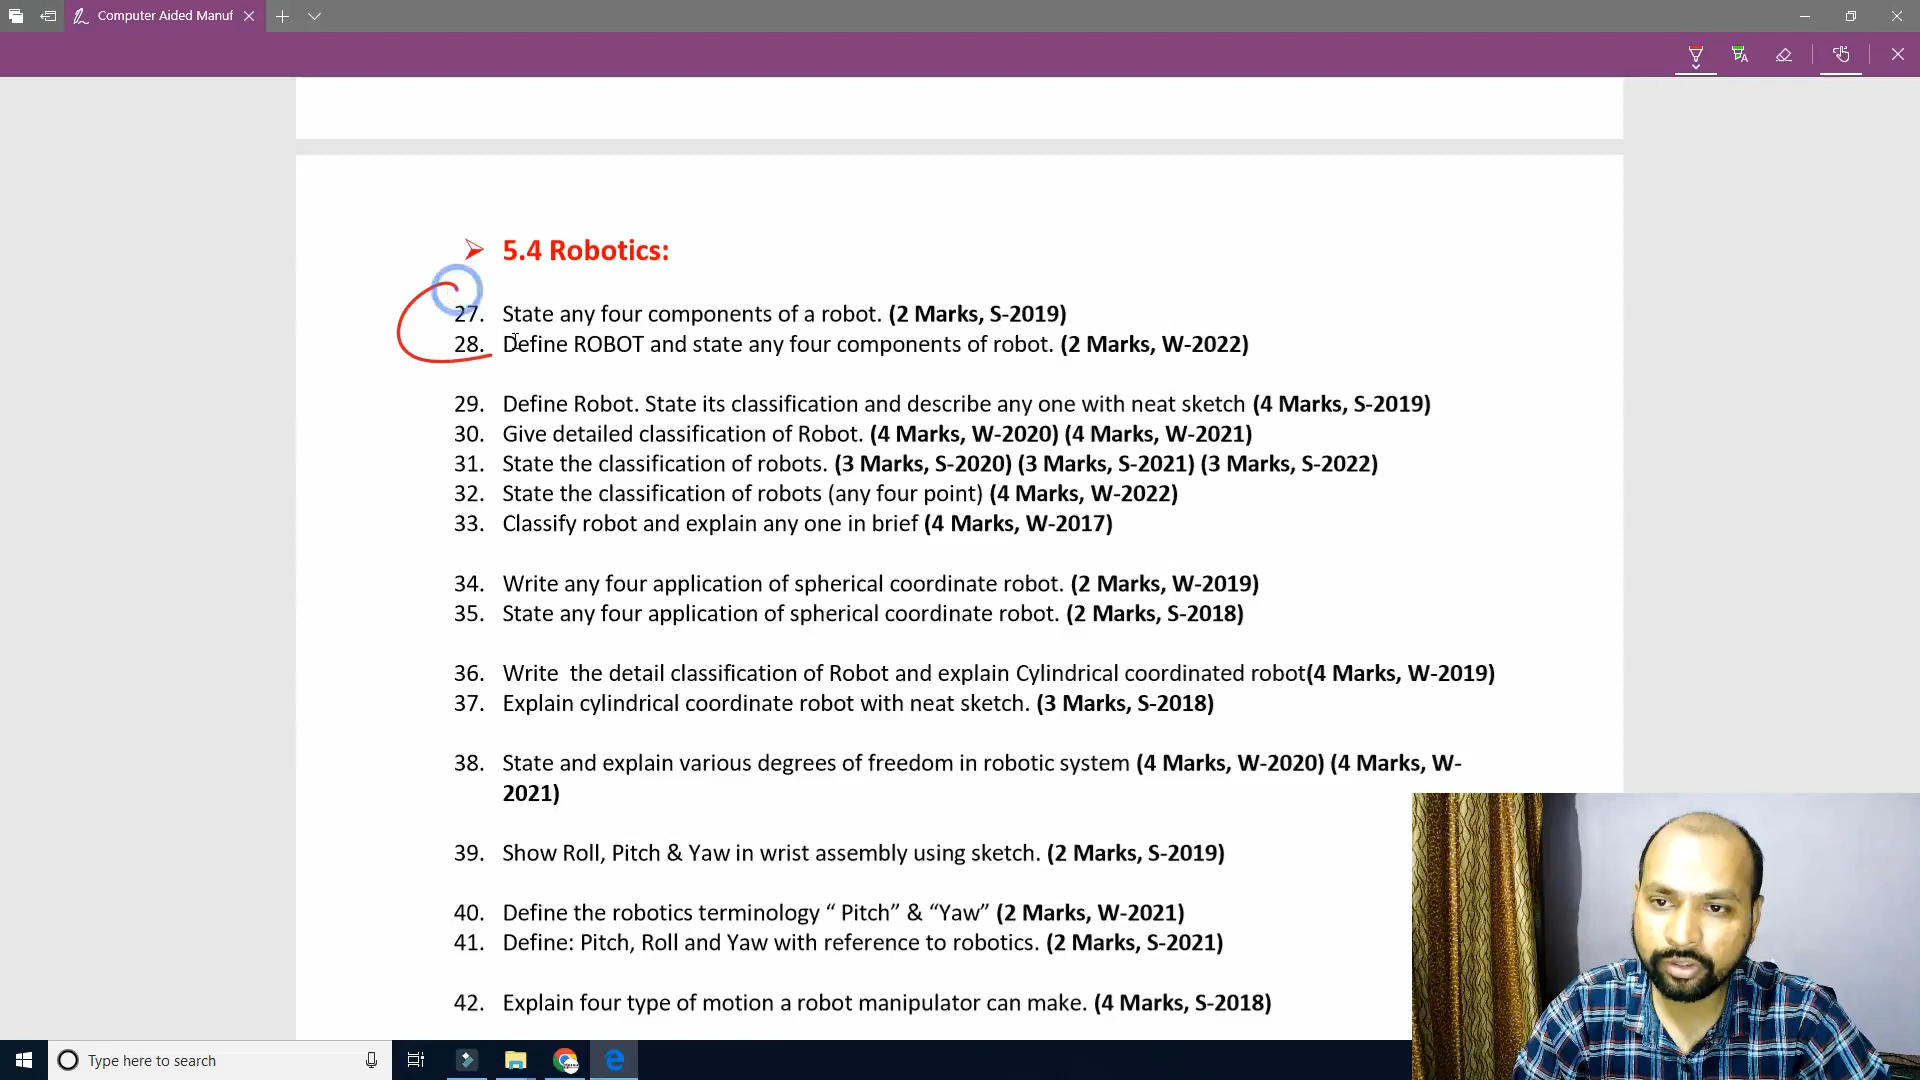 Computer Aided Manuf
5.4 Robotics:
27. State any four components of a robot. (2 Marks, S-2019)
28. Define ROBOT and state any four components of robot. (2 Marks, W-2022)
29. Define Robot. State its classification and describe any one with neat sketch (4 Marks, S-2019)
30. Give detailed classification of Robot. (4 Marks, W-2020) (4 Marks, W-2021)
31. State the classification of robots. (3 Marks, S-2020) (3 Marks, S-2021) (3 Marks, S-2022)
32. State the classification of robots (any four point) (4 Marks, W-2022)
33. Classify robot and explain any one in brief (4 Marks, W-2017)
34. Write any four application of spherical coordinate robot. (2 Marks, W-2019)
35. State any four application of spherical coordinate robot. (2 Marks, S-2018)
36. Write the detail classification of Robot and explain Cylindrical coordinated robot(4 Marks, W-2019)
37. Explain cylindrical coordinate robot with neat sketch. (3 Marks, S-2018)
38. State and explain various degrees of freedom in robotic system (4 Marks, W-2020) (4 Marks, W-
2021)
39. Show Roll, Pitch & Yaw in wrist assembly using sketch. (2 Marks, S-2019)
40. Define the robotics terminology “ Pitch” & “Yaw” (2 Marks, W-2021)
41. Define: Pitch, Roll and Yaw with reference to robotics. (2 Marks, S-2021)
42. Explain four type of motion a robot manipulator can make. (4 Marks, S-2018)
Type here to search